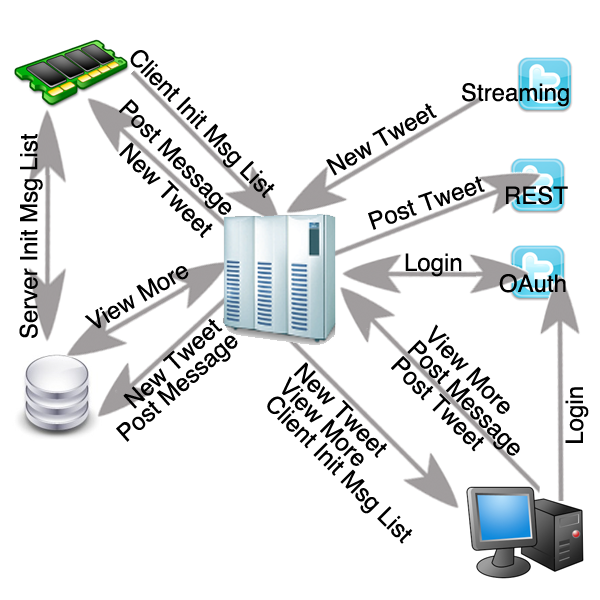 Client Init Msg List
Post Message
New Tweet
Server Init Msg List
New Tweet
Streaming
Post Tweet
REST
Login
OAuth
View More
New Tweet
Post Message
New Tweet
View More
Client Init Msg List
View More
Post Message
Post Tweet
Login